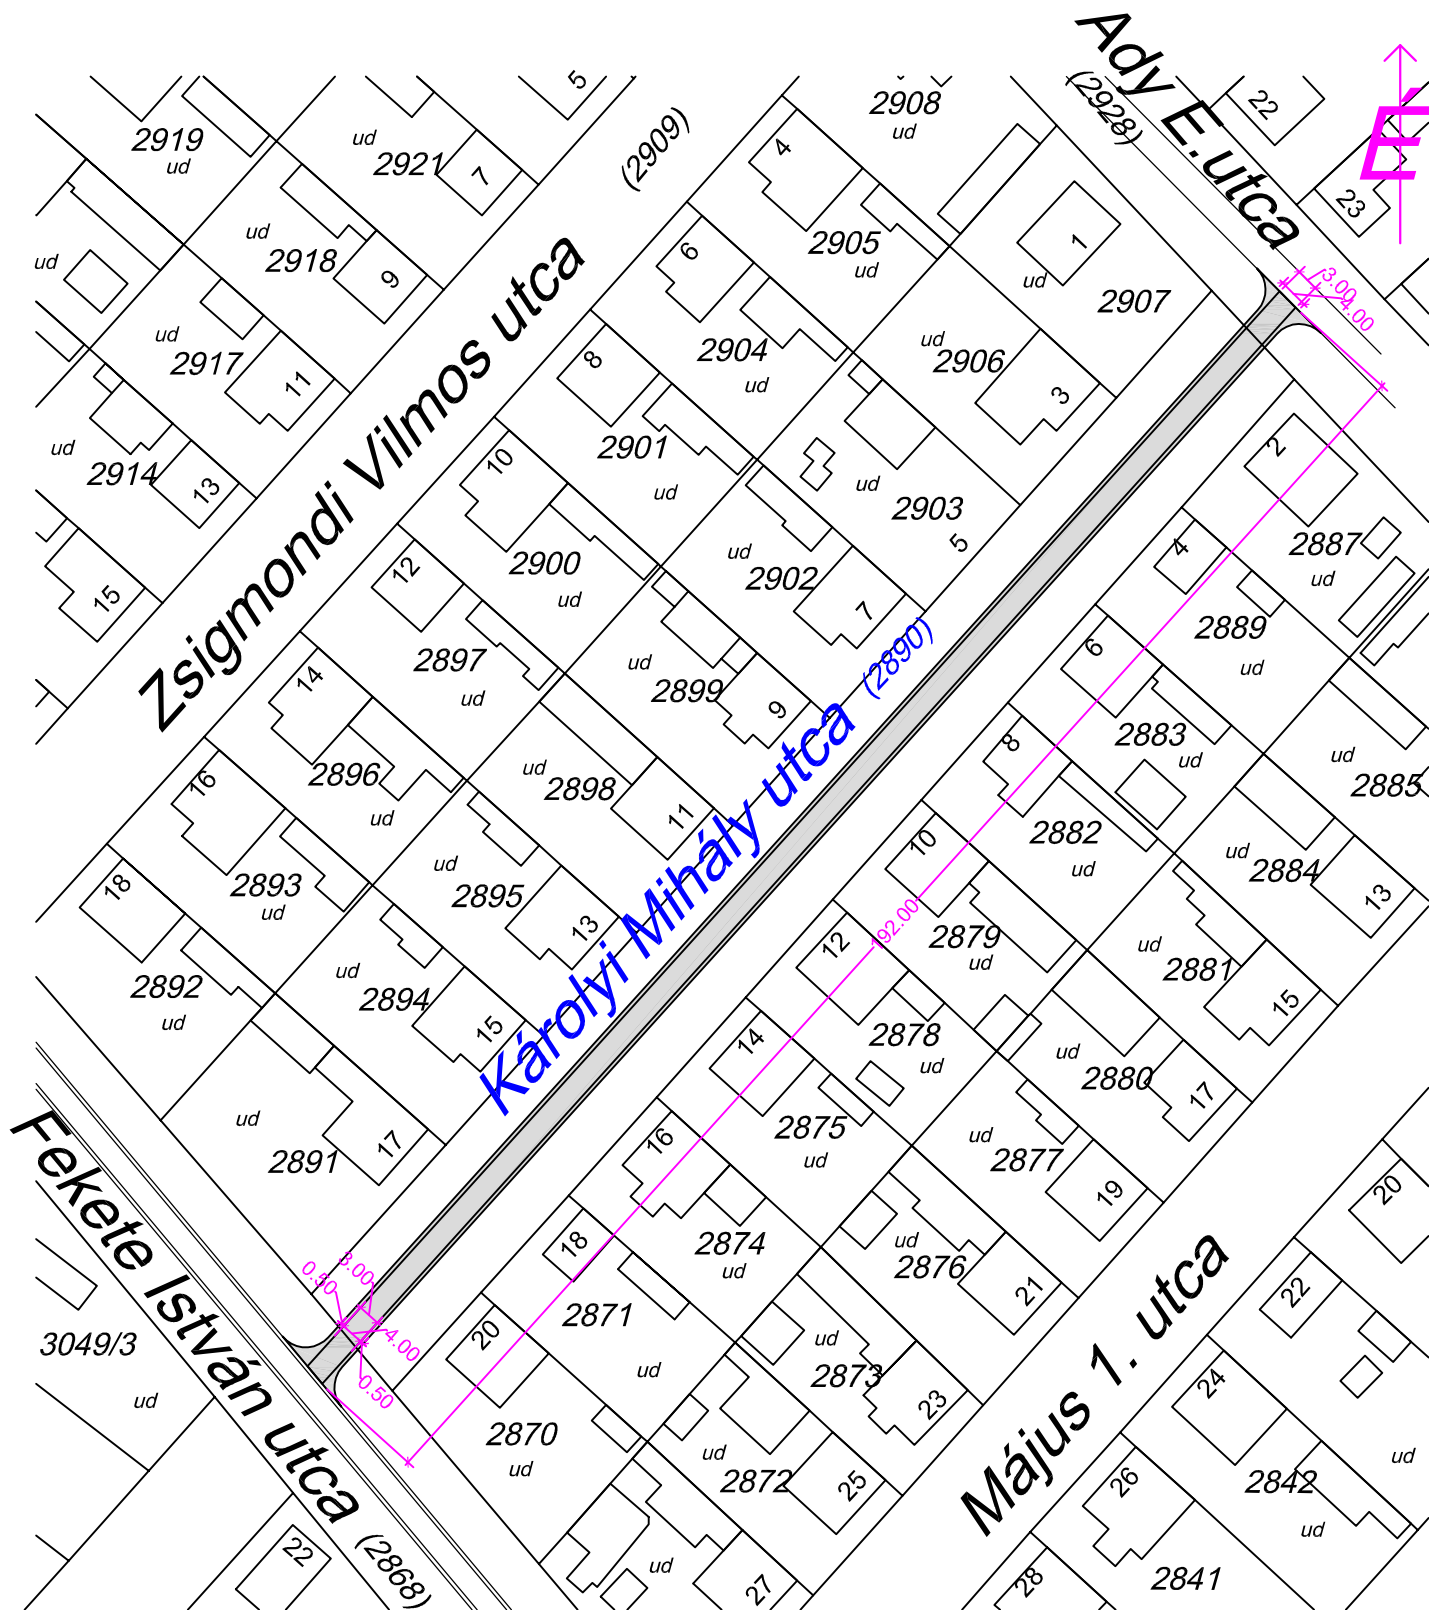 Ady E.utca
(2928)
É
22
23
2919
ud
5
ud
2921
7
(2909)
2908
ud
4
2905
ud
1
ud
2907
3.00
4.00
ud
2918
9
ud
6
2904
ud
ud
2906
3
ud
2917
11
8
2901
ud
ud
2903
5
2
2887
ud
ud
2914
13
Zsigmondi Vilmos utca
10
2900
ud
ud
2902
7
4
2889
ud
15
12
2897
ud
ud
2899
9
(2890)
6
2883
ud
ud
2885
14
2896
ud
ud
2898
11
Károlyi Mihály utca
8
2882
ud
ud
2884
13
16
2893
ud
ud
2895
13
10
2879
ud
192.00
ud
2881
15
18
2892
ud
ud
2894
15
12
2878
ud
ud
2880
17
ud
2891
17
14
2875
ud
ud
2877
19
16
2874
ud
ud
2876
21
Fekete István utca
(2868)
3049/3
ud
0.50
3.00
4.00
0.50
18
2871
ud
ud
2873
23
20
2870
ud
ud
2872
25
Május 1. utca
20
22
24
2842
ud
ud
26
2841
28
22
ud
27